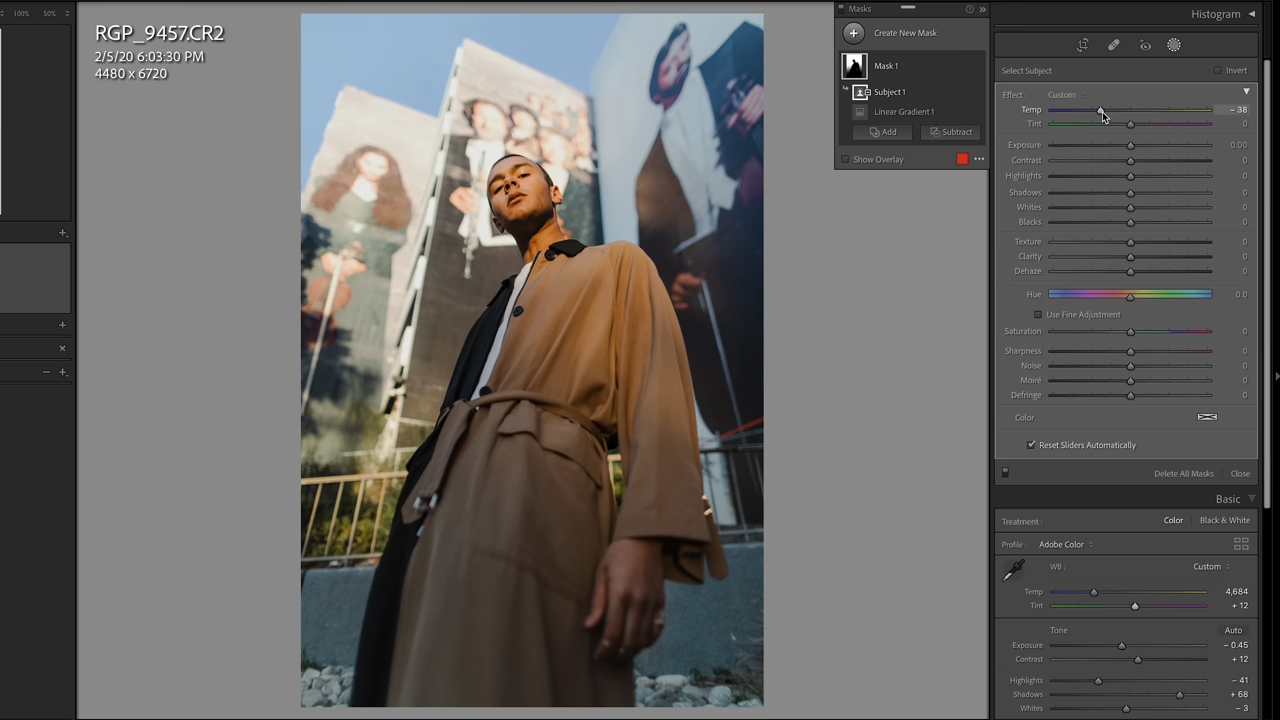 100% 50%
RGP_9457.CR2
2/5/20 6:03:30 PM
4480 x 6720
Masks
Create New Mask
Mask 1
Subject 1
Linear Gradient 1
Add Subtract
Show Overlay
Histogram
Select Subject Invert
Effect : Custom
Temp – 38
Tint 0
Exposure 0.00
Contrast 0
Highlights 0
Shadows 0
Whites 0
Blacks 0
Texture 0
Clarity 0
Dehaze 0
Hue 0.0
Use Fine Adjustment
Saturation 0
Sharpness 0
Noise 0
Moiré 0
Defringe 0
Color
Reset Sliders Automatically
Delete All Masks Close
Basic
Treatment : Color Black & White
Profile : Adobe Color
WB : Custom
Temp 4,684
Tint + 12
Tone Auto
Exposure – 0.45
Contrast + 12
Highlights – 41
Shadows + 68
Whites – 3